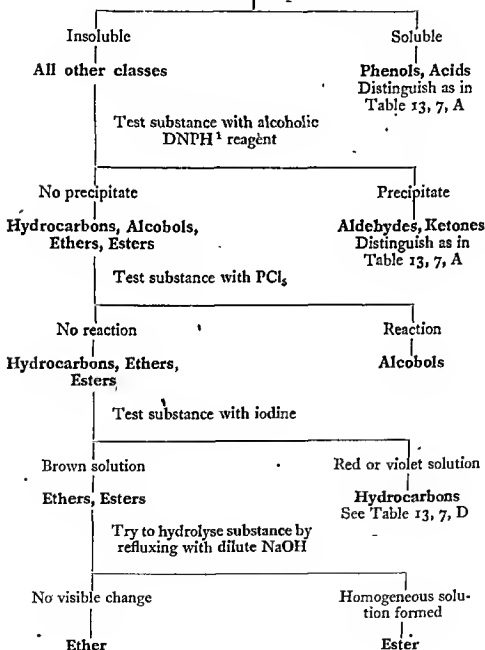 Insoluble Soluble
All other classes Phenols, Acids
Distinguish as in
Table 13, 7, A
Test substance with alcoholic
DNPH¹ reagent
No precipitate Precipitate
Hydrocarbons, Alcohols, Aldehydes, Ketones
Ethers, Esters Distinguish as in
Table 13, 7, A
Test substance with PCl₅
No reaction Reaction
Hydrocarbons, Ethers, Alcohols
Esters
Test substance with iodine
Brown solution Red or violet solution
Ethers, Esters Hydrocarbons
See Table 13, 7, D
Try to hydrolyse substance by
refluxing with dilute NaOH
No visible change Homogeneous solu-
tion formed
Ether Ester